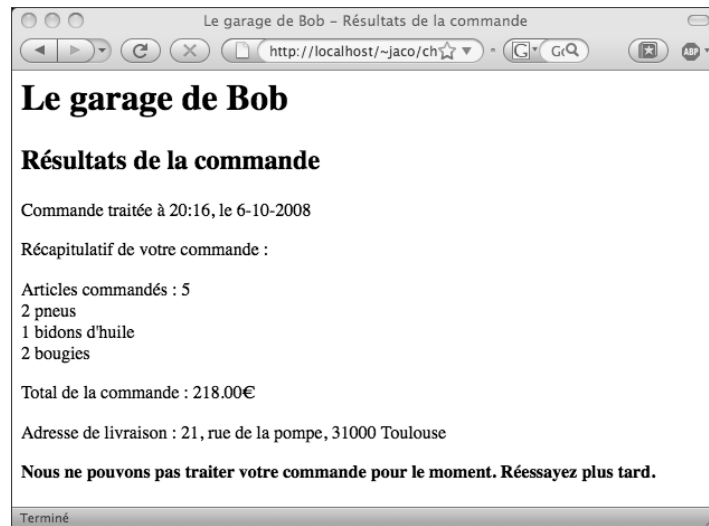 Le garage de Bob – Résultats de la commande
http://localhost/~jaco/ch
G
ABP
Le garage de Bob
Résultats de la commande
Commande traitée à 20:16, le 6-10-2008
Récapitulatif de votre commande :
Articles commandés : 5
2 pneus
1 bidons d'huile
2 bougies
Total de la commande : 218.00€
Adresse de livraison : 21, rue de la pompe, 31000 Toulouse
Nous ne pouvons pas traiter votre commande pour le moment. Réessayez plus tard.
Terminé